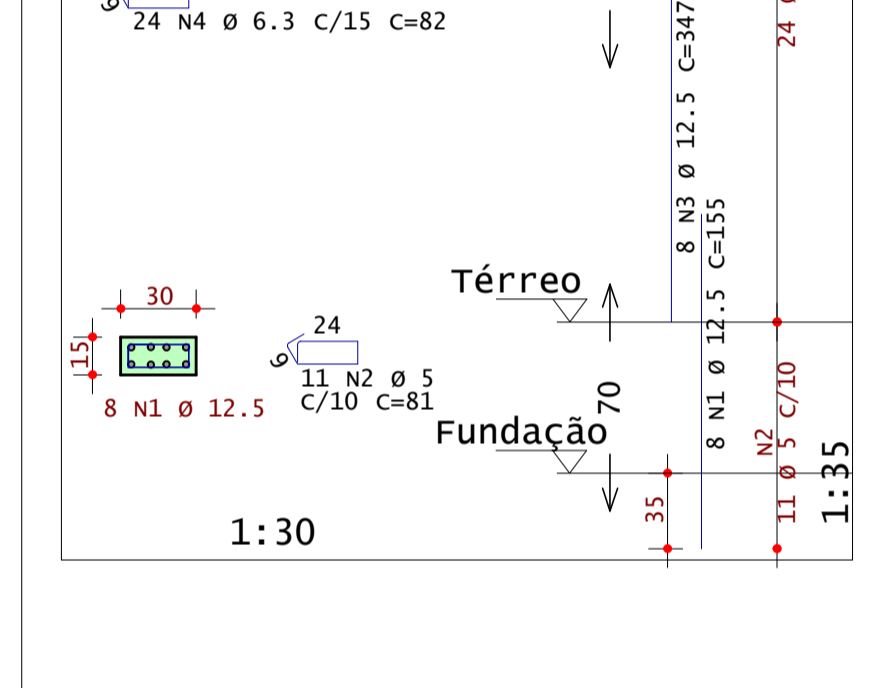 9
24 N4 Ø 6.3 C/15 C=82
8 N3 Ø 12.5 C=347
24
Térreo
30
15
8 N1 Ø 12.5
24
9
11 N2 Ø 5
C/10 C=81
8 N1 Ø 12.5 C=155
70
Fundação
35
N2
11 Ø 5 C/10
1:30
1:35